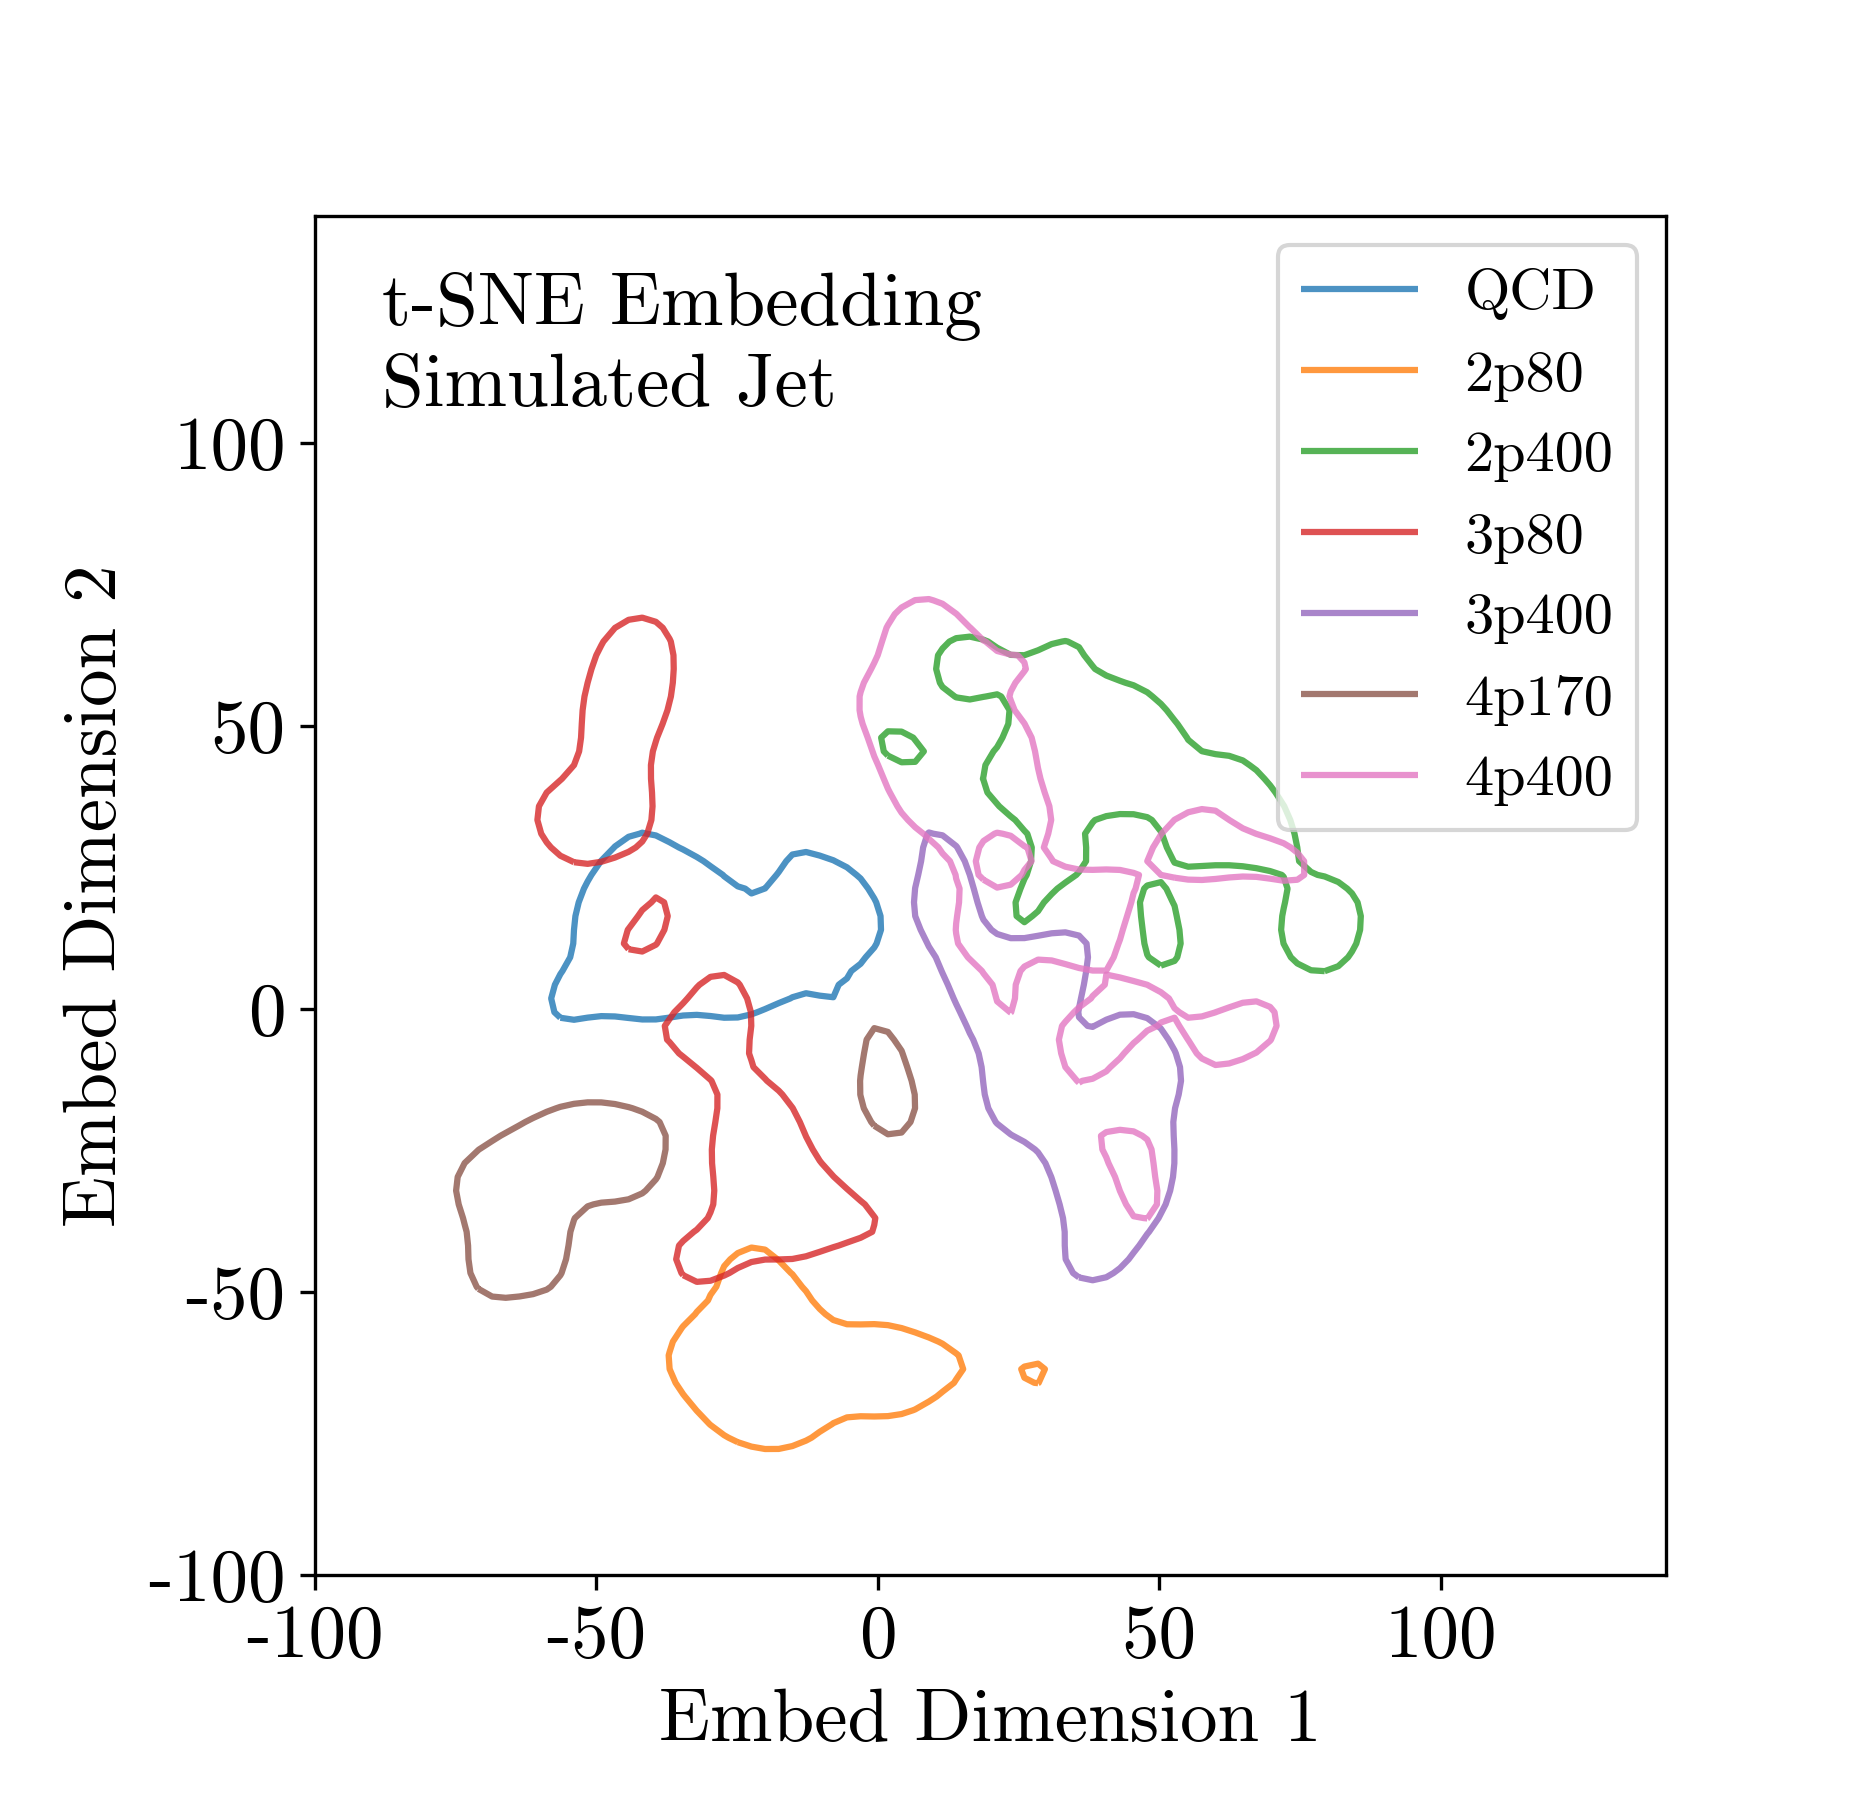 t-SNE Embedding
Simulated Jet
QCD
2p80
2p400
3p80
3p400
4p170
4p400
Embed Dimension 2
100
50
0
-50
-100
-100 -50 0 50 100
Embed Dimension 1